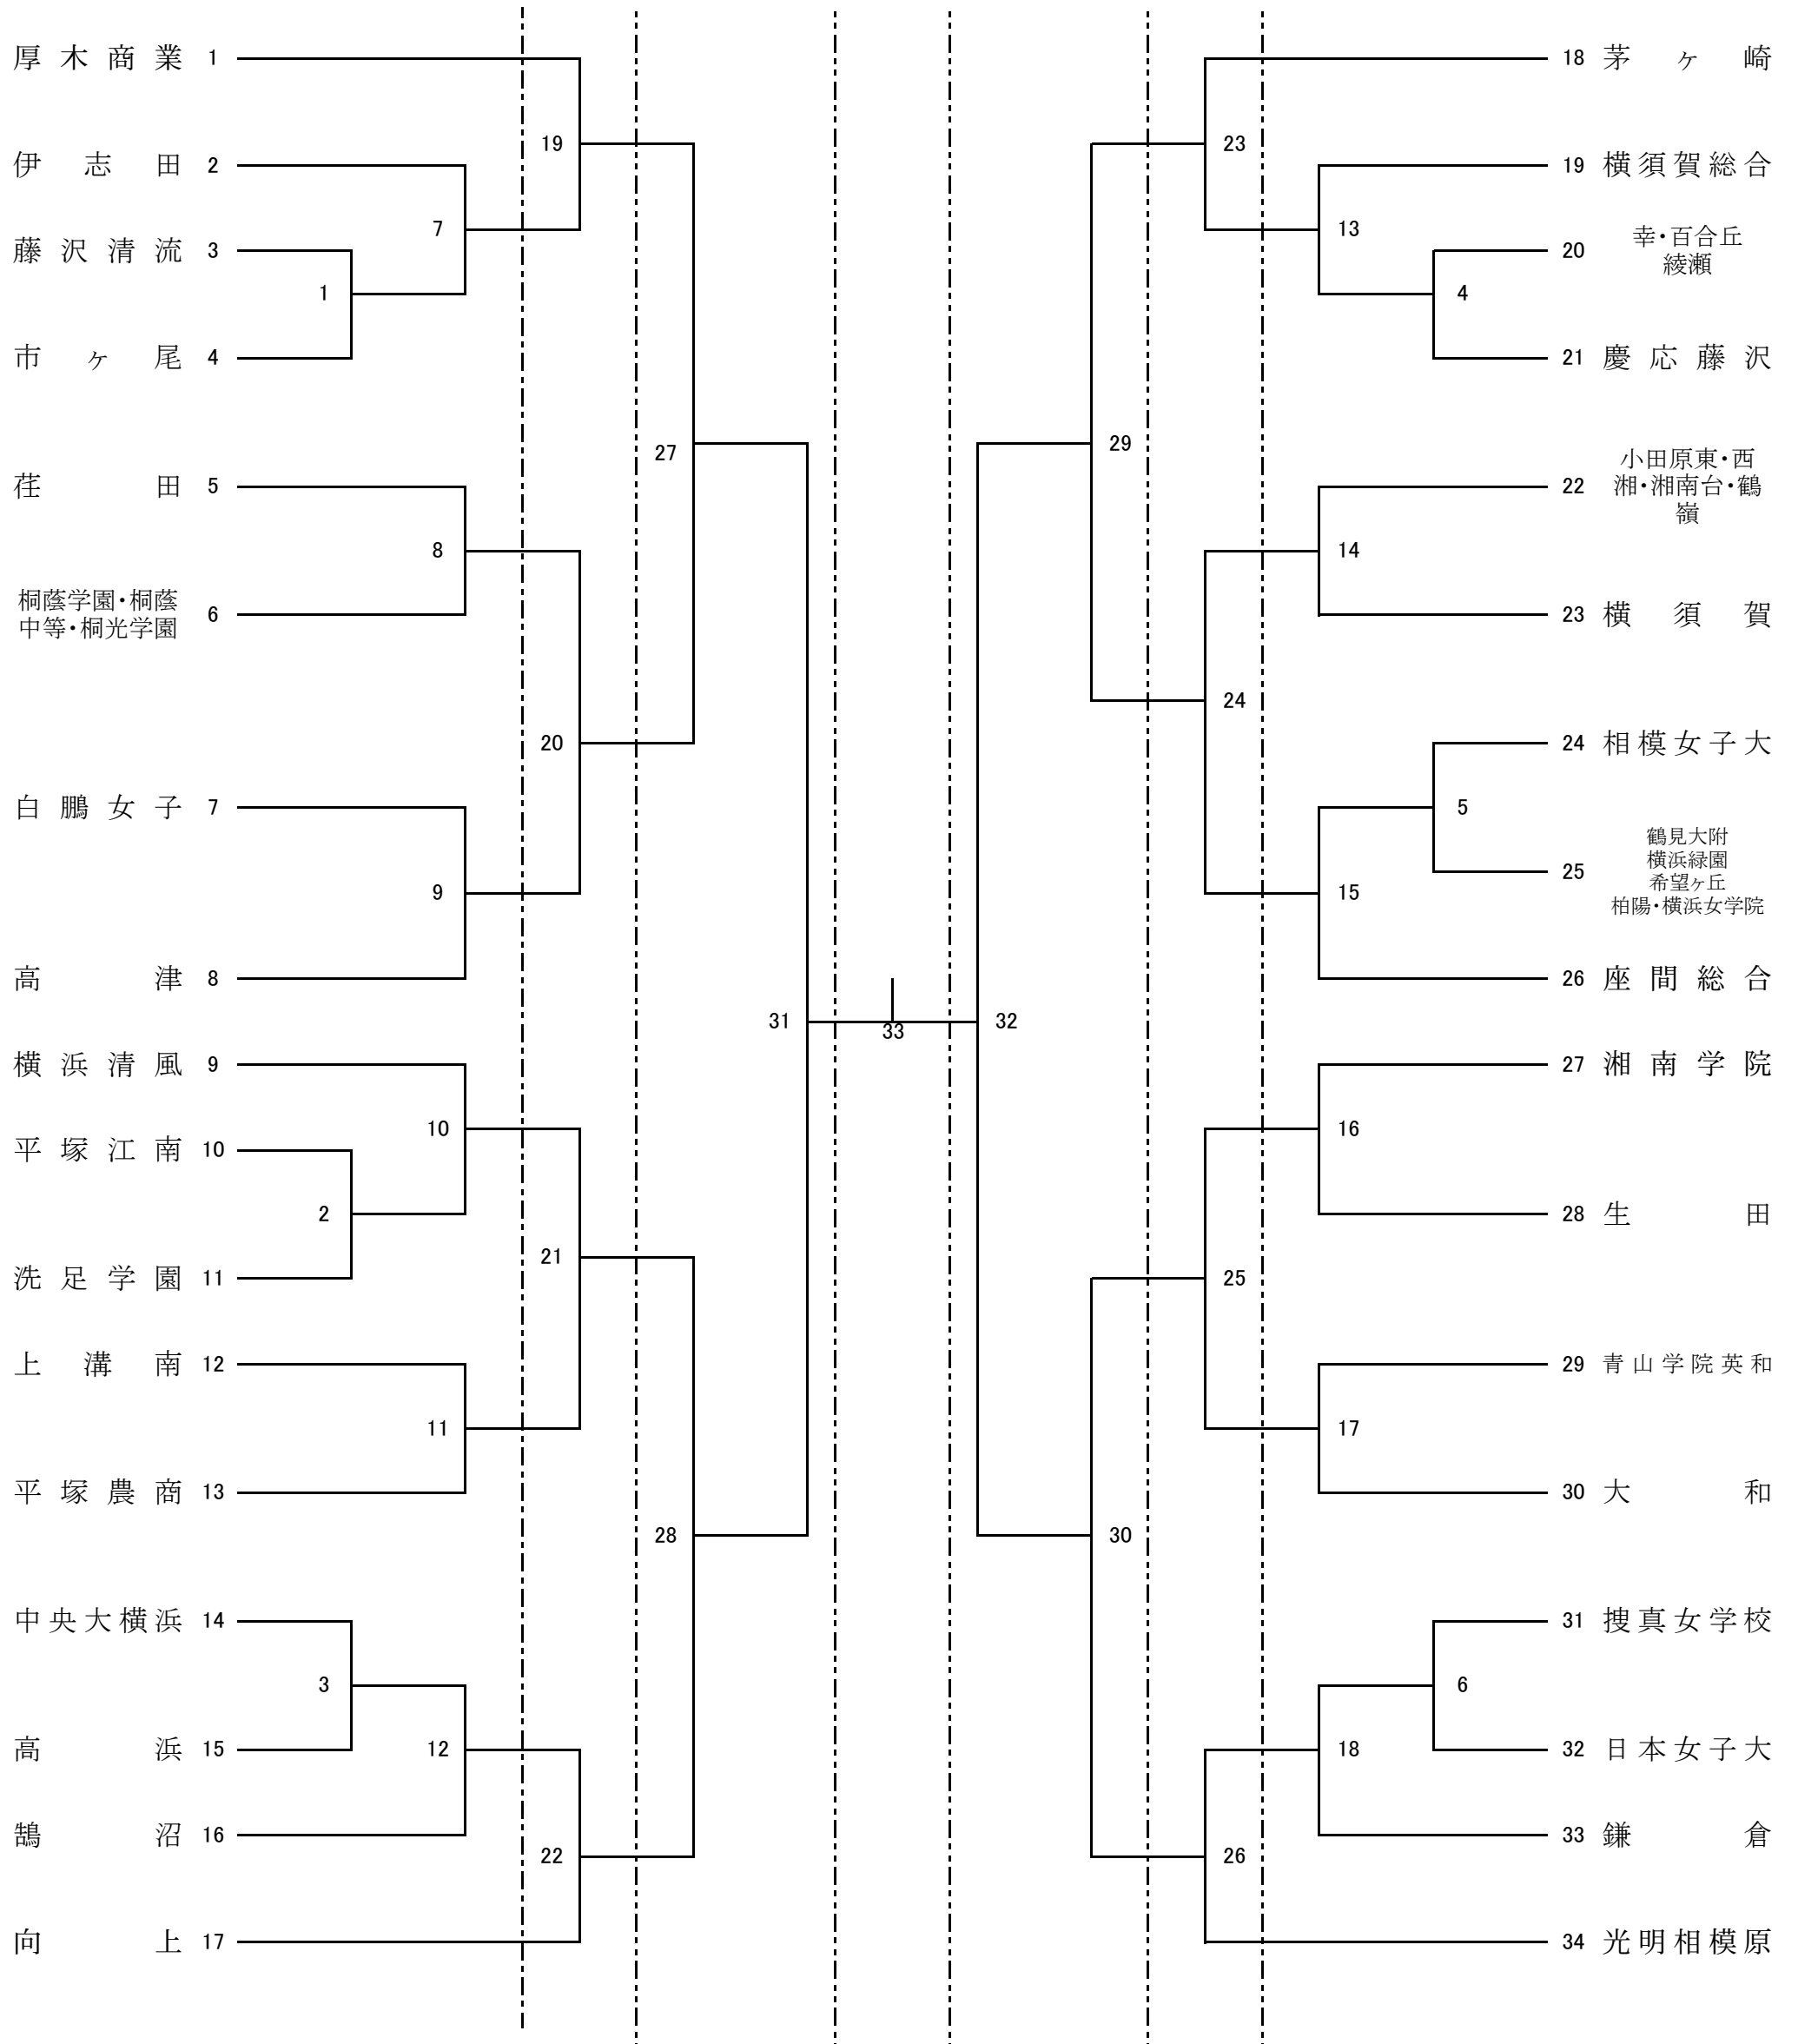 厚木商業 1
伊志田 2
藤沢清流 3
市ヶ尾 4
荏田 5
桐蔭学園・桐蔭
中等・桐光学園 6
白鵬女子 7
高津 8
横浜清風 9
平塚江南 10
洗足学園 11
上溝南 12
平塚農商 13
中央大横浜 14
高浜 15
鵠沼 16
向上 17
1
2
3
7
8
9
10
11
12
19
20
21
22
27
28
31
33
32
29
30
23
24
25
26
13
14
15
16
17
18
4
5
6
18 茅ヶ崎
19 横須賀総合
20 幸・百合丘
綾瀬
21 慶応藤沢
22 小田原東・西
湘・湘南台・鶴
嶺
23 横須賀
24 相模女子大
25 鶴見大附
横浜緑園
希望ヶ丘
柏陽・横浜女学院
26 座間総合
27 湘南学院
28 生田
29 青山学院英和
30 大和
31 捜真女学校
32 日本女子大
33 鎌倉
34 光明相模原